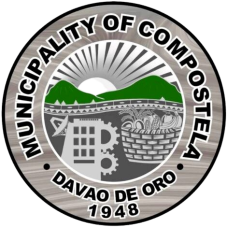 MUNICIPALITY OF COMPOSTELA
DAVAO DE ORO
1948